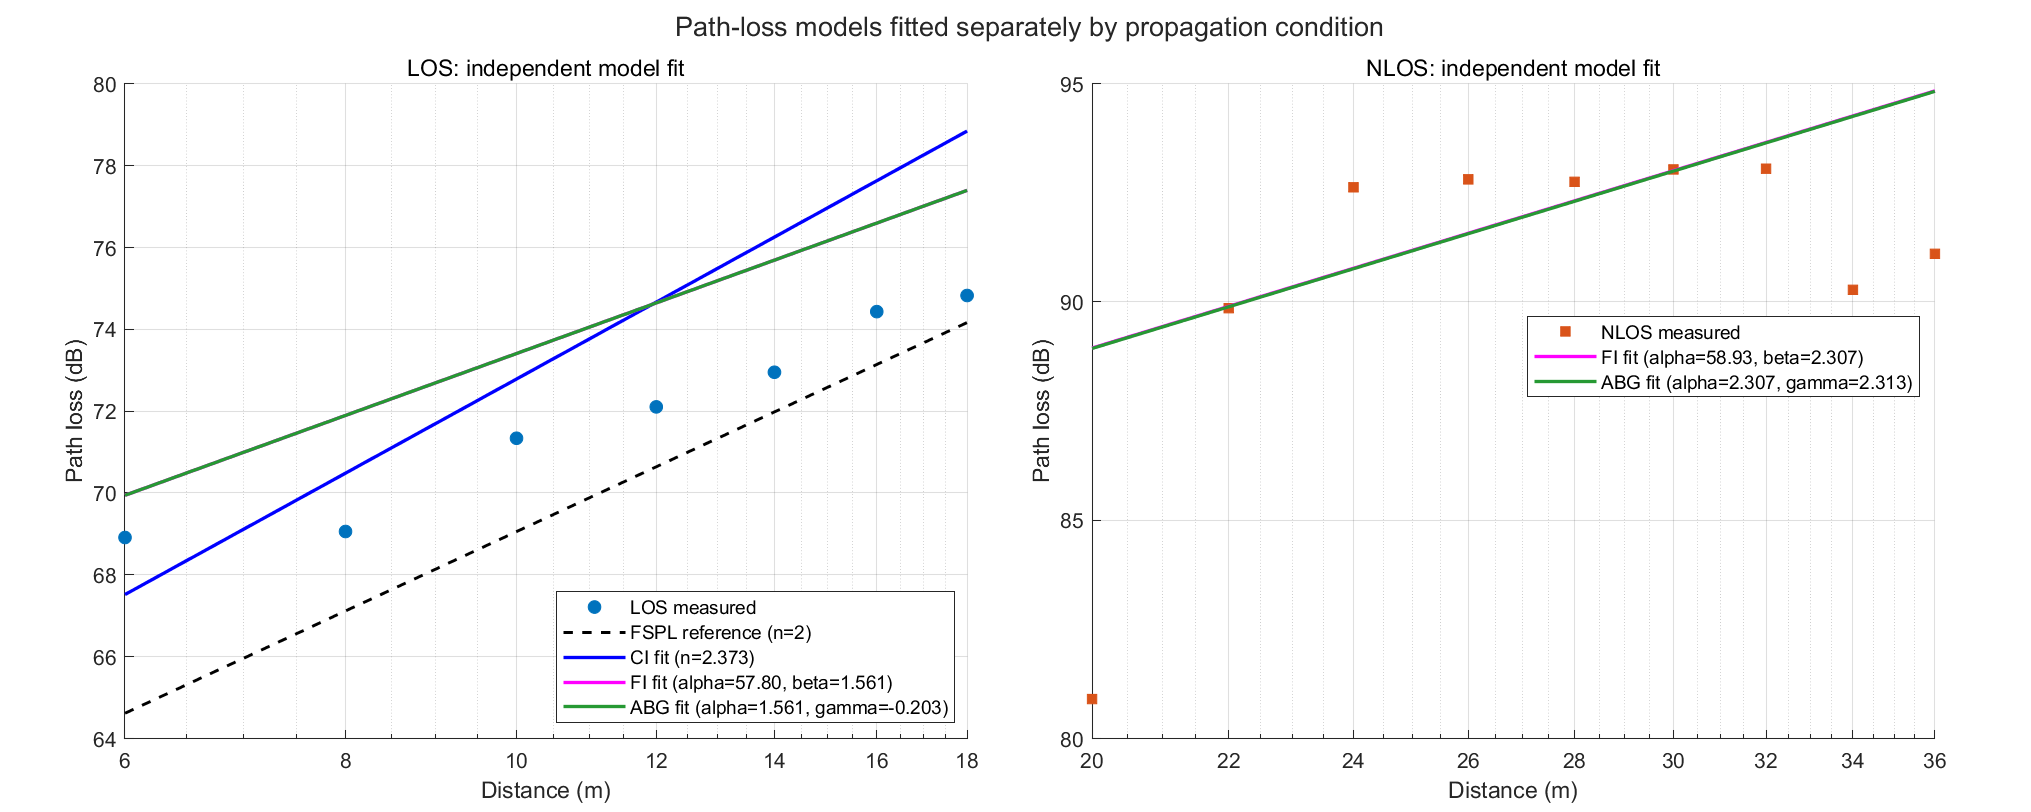 Path-loss models fitted separately by propagation condition
LOS: independent model fit
Path loss (dB)
80
78
76
74
72
70
68
66
64
6
8
10
12
14
16
18
Distance (m)
LOS measured
FSPL reference (n=2)
CI fit (n=2.373)
FI fit (alpha=57.80, beta=1.561)
ABG fit (alpha=1.561, gamma=-0.203)
NLOS: independent model fit
Path loss (dB)
95
90
85
80
20
22
24
26
28
30
32
34
36
Distance (m)
NLOS measured
FI fit (alpha=58.93, beta=2.307)
ABG fit (alpha=2.307, gamma=2.313)